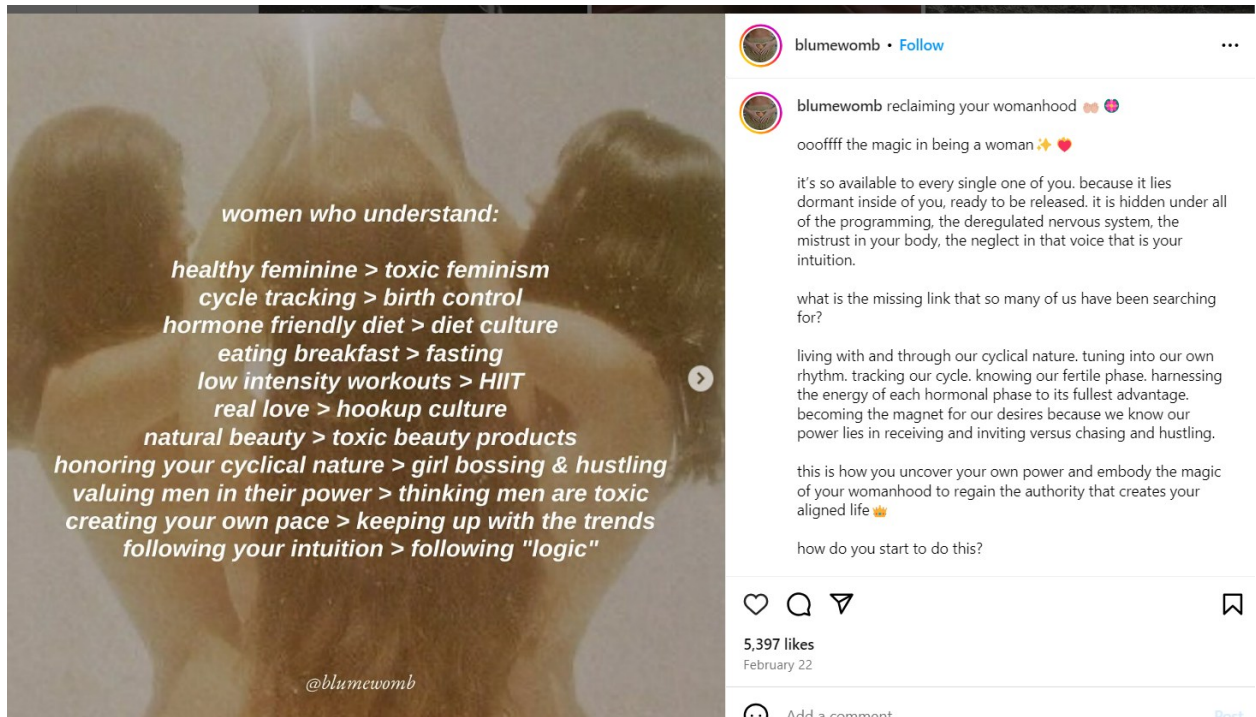 women who understand:
healthy feminine > toxic feminism
cycle tracking > birth control
hormone friendly diet > diet culture
eating breakfast > fasting
low intensity workouts > HIIT
real love > hookup culture
natural beauty > toxic beauty products
honoring your cyclical nature > girl bossing & hustling
valuing men in their power > thinking men are toxic
creating your own pace > keeping up with the trends
following your intuition > following "logic"
@blumewomb
blumewomb • Follow
blumewomb reclaiming your womanhood 👐🏻 🌺
oooffff the magic in being a woman✨ ❤️‍🔥
it's so available to every single one of you. because it lies
dormant inside of you, ready to be released. it is hidden under all
of the programming, the deregulated nervous system, the
mistrust in your body, the neglect in that voice that is your
intuition.
what is the missing link that so many of us have been searching
for?
living with and through our cyclical nature. tuning into our own
rhythm. tracking our cycle. knowing our fertile phase. harnessing
the energy of each hormonal phase to its fullest advantage.
becoming the magnet for our desires because we know our
power lies in receiving and inviting versus chasing and hustling.
this is how you uncover your own power and embody the magic
of your womanhood to regain the authority that creates your
aligned life👑
how do you start to do this?
5,397 likes
February 22
Add a comment
Post